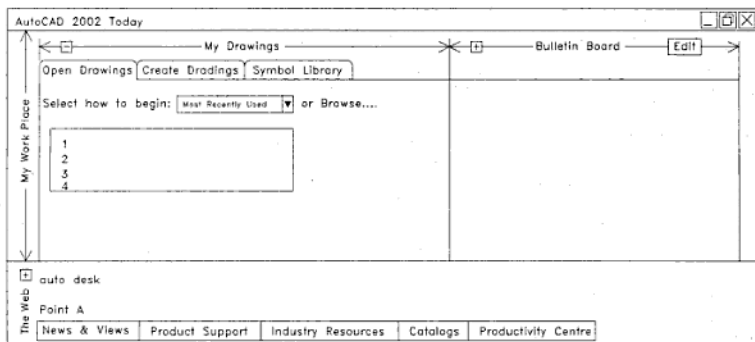 AutoCAD 2002 Today
My Drawings
Bulletin Board
Edit
Open Drawings Create Dradings Symbol Library
Select how to begin: Most Recently Used or Browse....
1
2
3
4
My Work Place
auto desk
Point A
The Web
News & Views Product Support Industry Resources Catalogs Productivity Centre